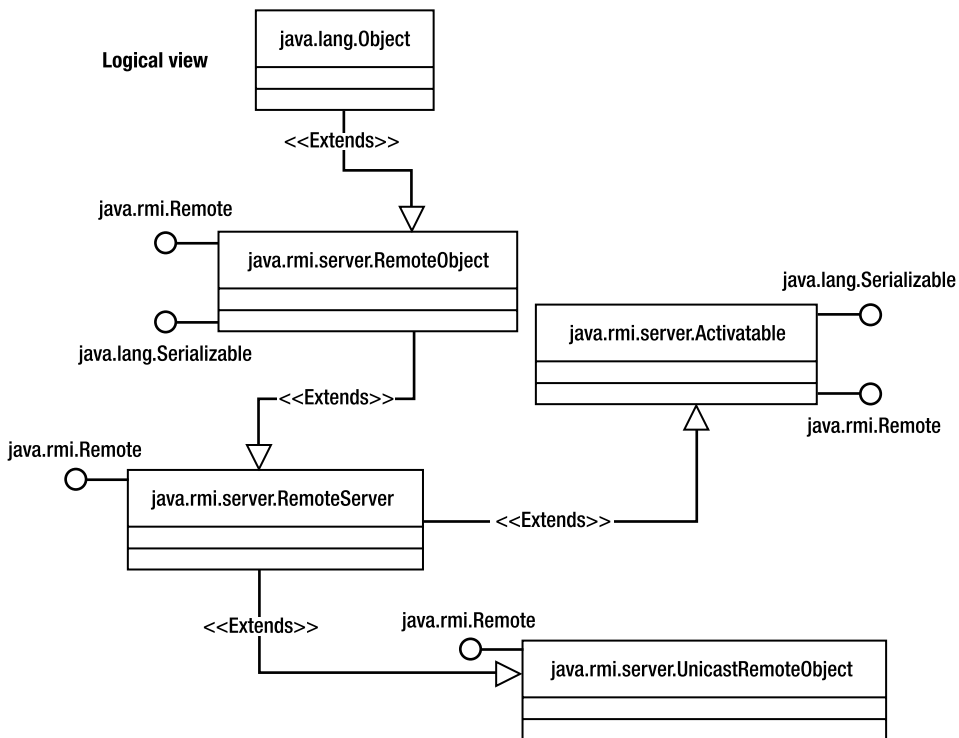 java.lang.Object
Logical view
<<Extends>>
java.rmi.Remote
java.rmi.server.RemoteObject
java.lang.Serializable
java.lang.Serializable
java.rmi.server.Activatable
<<Extends>>
java.rmi.Remote
java.rmi.Remote
java.rmi.server.RemoteServer
<<Extends>>
<<Extends>>
java.rmi.Remote
java.rmi.server.UnicastRemoteObject